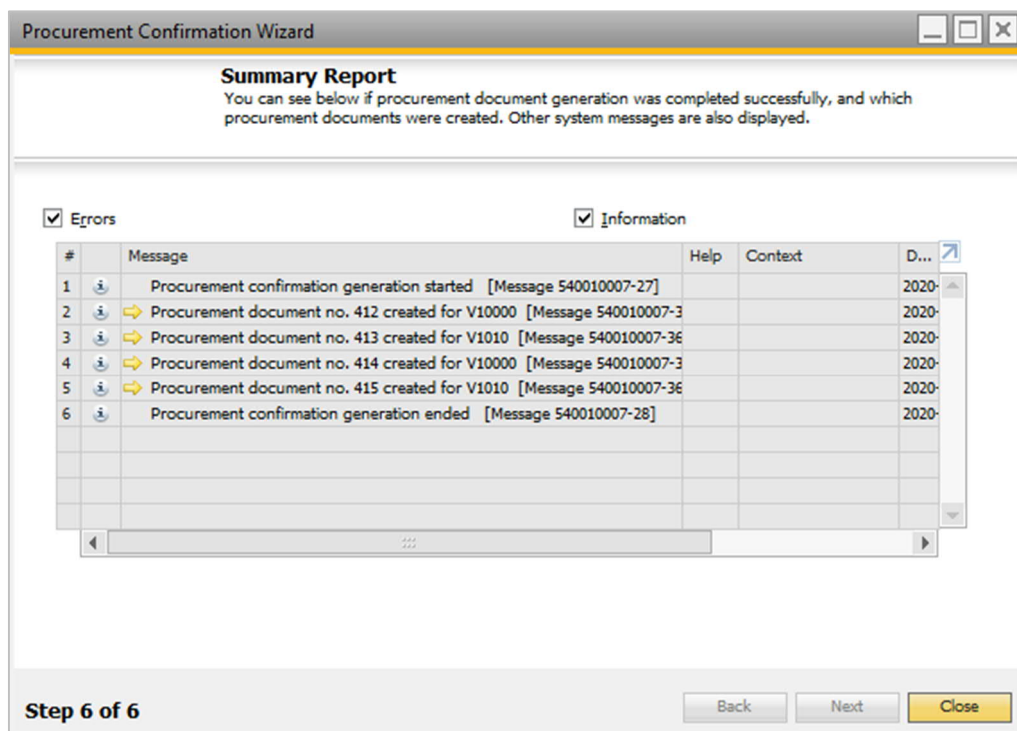 Procurement Confirmation Wizard
Summary Report
You can see below if procurement document generation was completed successfully, and which
procurement documents were created. Other system messages are also displayed.
Errors Information
# Message Help Context D...
1 Procurement confirmation generation started [Message 540010007-27] 2020-
2 Procurement document no. 412 created for V10000 [Message 540010007-3 2020-
3 Procurement document no. 413 created for V1010 [Message 540010007-36 2020-
4 Procurement document no. 414 created for V10000 [Message 540010007-3 2020-
5 Procurement document no. 415 created for V1010 [Message 540010007-36 2020-
6 Procurement confirmation generation ended [Message 540010007-28] 2020-
Step 6 of 6 Back Next Close